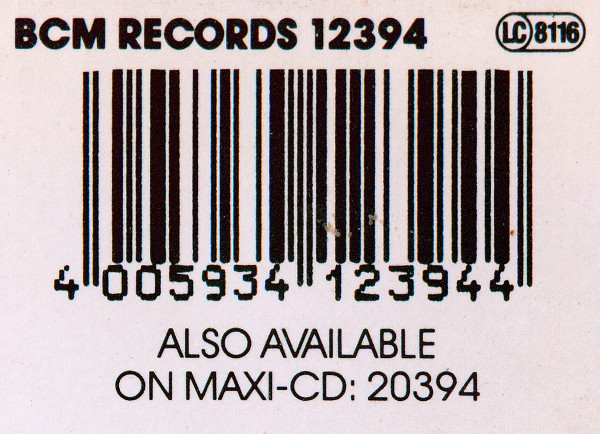 BCM RECORDS 12394 LC 8116
4 005934 123944
ALSO AVAILABLE
ON MAXI-CD: 20394